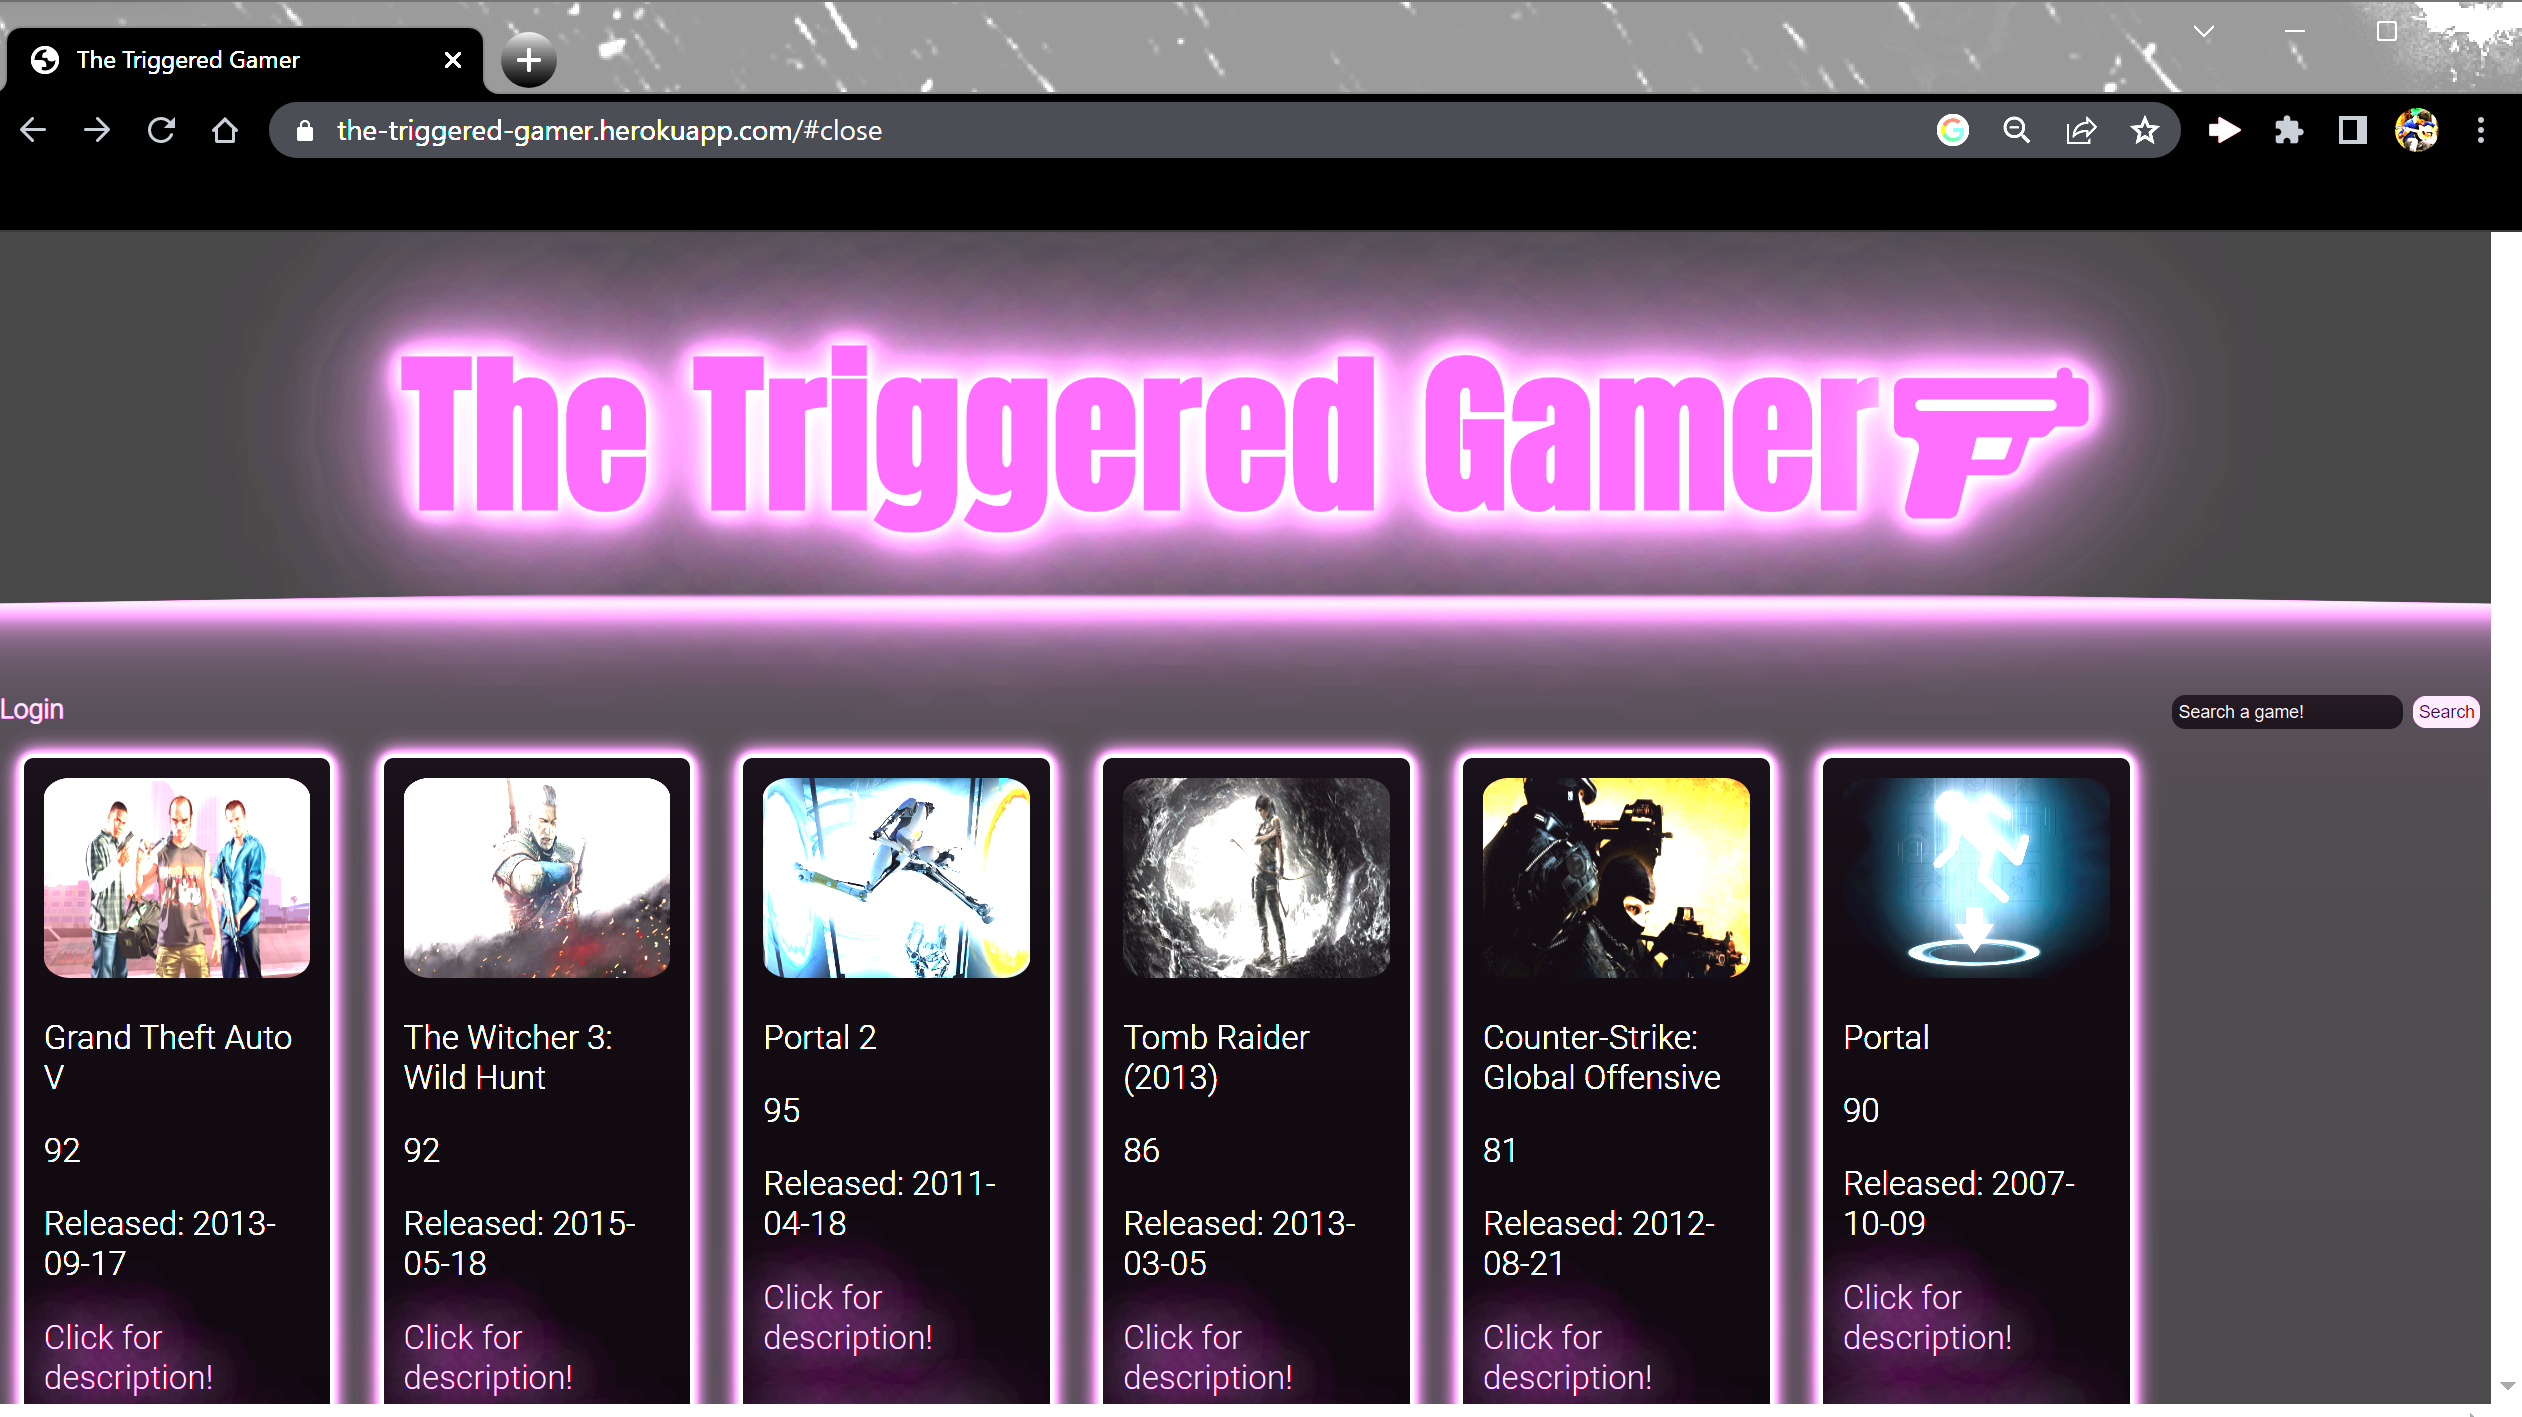 The Triggered Gamer
the-triggered-gamer.herokuapp.com/#close
The Triggered Gamer
Login
Search a game!
Search
Grand Theft Auto
V
92
Released: 2013-
09-17
Click for
description!
The Witcher 3:
Wild Hunt
92
Released: 2015-
05-18
Click for
description!
Portal 2
95
Released: 2011-
04-18
Click for
description!
Tomb Raider
(2013)
86
Released: 2013-
03-05
Click for
description!
Counter-Strike:
Global Offensive
81
Released: 2012-
08-21
Click for
description!
Portal
90
Released: 2007-
10-09
Click for
description!